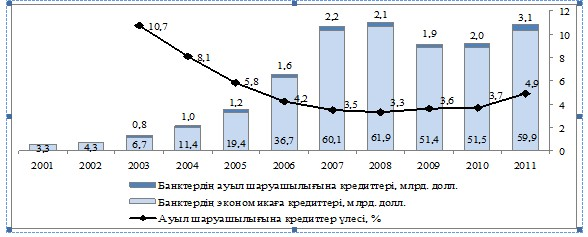 2,2 2,1 3,1 12
10,7 1,9 2,0 10
8,1 1,6 8
5,8 1,2 4,2 3,5 3,3 3,6 3,7 4,9 6
0,8 1,0 4
3,3 4,3 6,7 11,4 19,4 36,7 60,1 61,9 51,4 51,5 59,9 2
0
2001 2002 2003 2004 2005 2006 2007 2008 2009 2010 2011
Банктердің ауыл шаруашылығына кредиттері, млрд. долл.
Банктердің экономикаға кредиттері, млрд. долл.
Ауыл шаруашылығына кредиттер үлесі, %